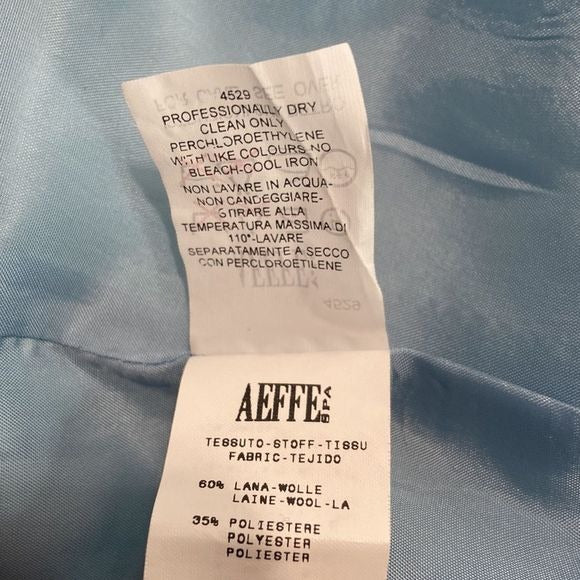 4529
PROFESSIONALLY DRY
CLEAN ONLY
PERCHLOROETHYLENE
WITH LIKE COLOURS NO
BLEACH-COOL IRON
NON LAVARE IN ACQUA-
NON CANDEGGIARE-
STIRARE ALLA
TEMPERATURA MASSIMA DI
110°-LAVARE
SEPARATAMENTE A SECCO
CON PERCLOROETILENE
4529
AEFFE SPA
TESSUTO-STOFF-TISSU
FABRIC-TEJIDO
60% LANA-WOLLE
LAINE-WOOL-LA
35% POLIESTERE
POLYESTER
POLIESTER